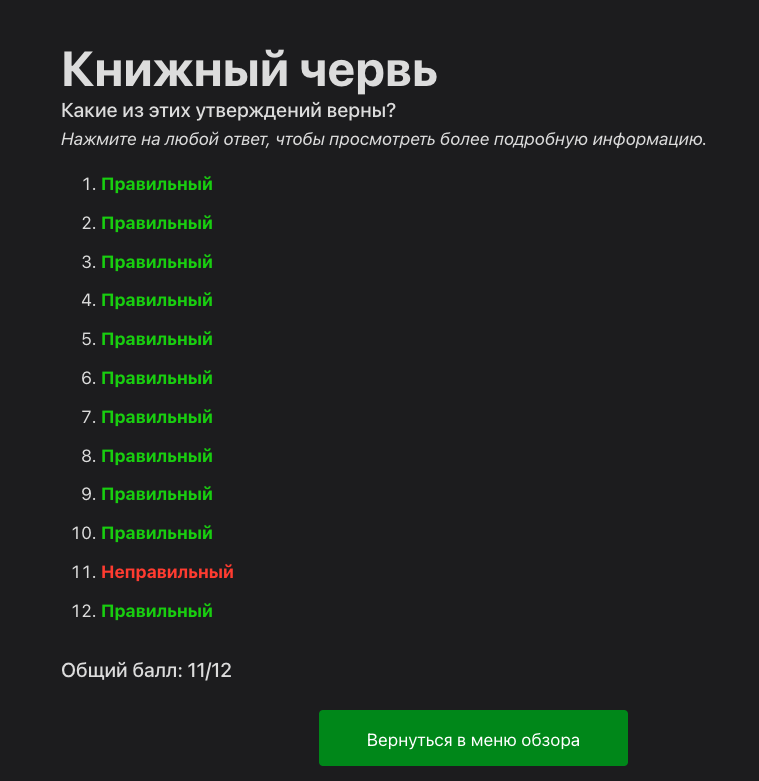 Книжный червь
Какие из этих утверждений верны?
Нажмите на любой ответ, чтобы просмотреть более подробную информацию.
1. Правильный
2. Правильный
3. Правильный
4. Правильный
5. Правильный
6. Правильный
7. Правильный
8. Правильный
9. Правильный
10. Правильный
11. Неправильный
12. Правильный
Общий балл: 11/12
Вернуться в меню обзора